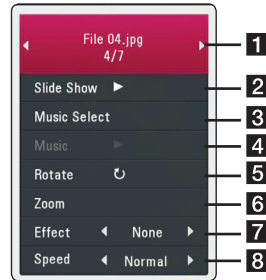 File 04.jpg 1
4/7
Slide Show 2
Music Select 3
Music 4
Rotate 5
Zoom 6
Effect None 7
Speed Normal 8